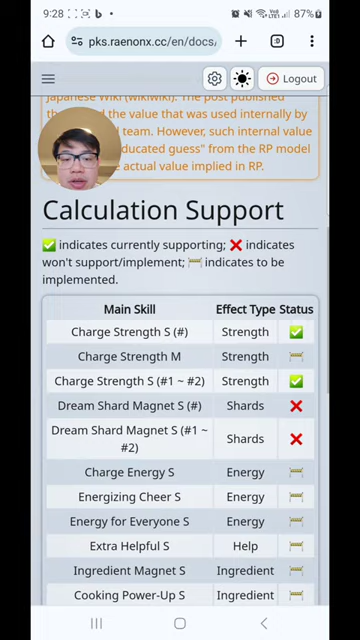 9:28
89%
pks.raenonx.cc/en/docs/
:D
Logout
Japanese Wiki (wikiwiki). The post published
the value that was used internally by
team. However, such internal value
ducated guess" from the RP model
actual value implied in RP.
Calculation Support
✅ indicates currently supporting; ❌ indicates
won't support/implement; 🚧 indicates to be
implemented.
Main Skill Effect Type Status
Charge Strength S (#) Strength ✅
Charge Strength M Strength 🚧
Charge Strength S (#1 ~ #2) Strength ✅
Dream Shard Magnet S (#) Shards ❌
Dream Shard Magnet S (#1 ~
#2) Shards ❌
Charge Energy S Energy 🚧
Energizing Cheer S Energy 🚧
Energy for Everyone S Energy 🚧
Extra Helpful S Help 🚧
Ingredient Magnet S Ingredient 🚧
Cooking Power-Up S Ingredient 🚧